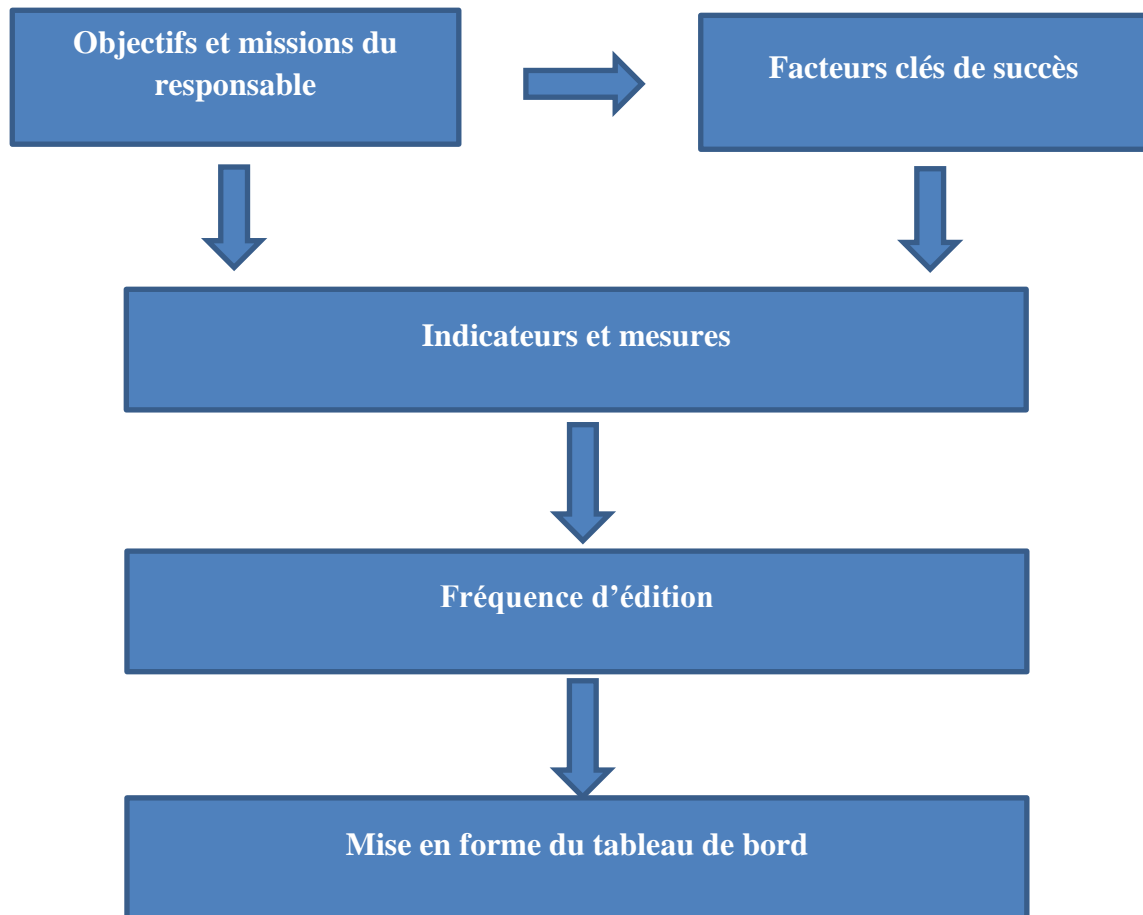 Objectifs et missions du
responsable
Facteurs clés de succès
Indicateurs et mesures
Fréquence d’édition
Mise en forme du tableau de bord